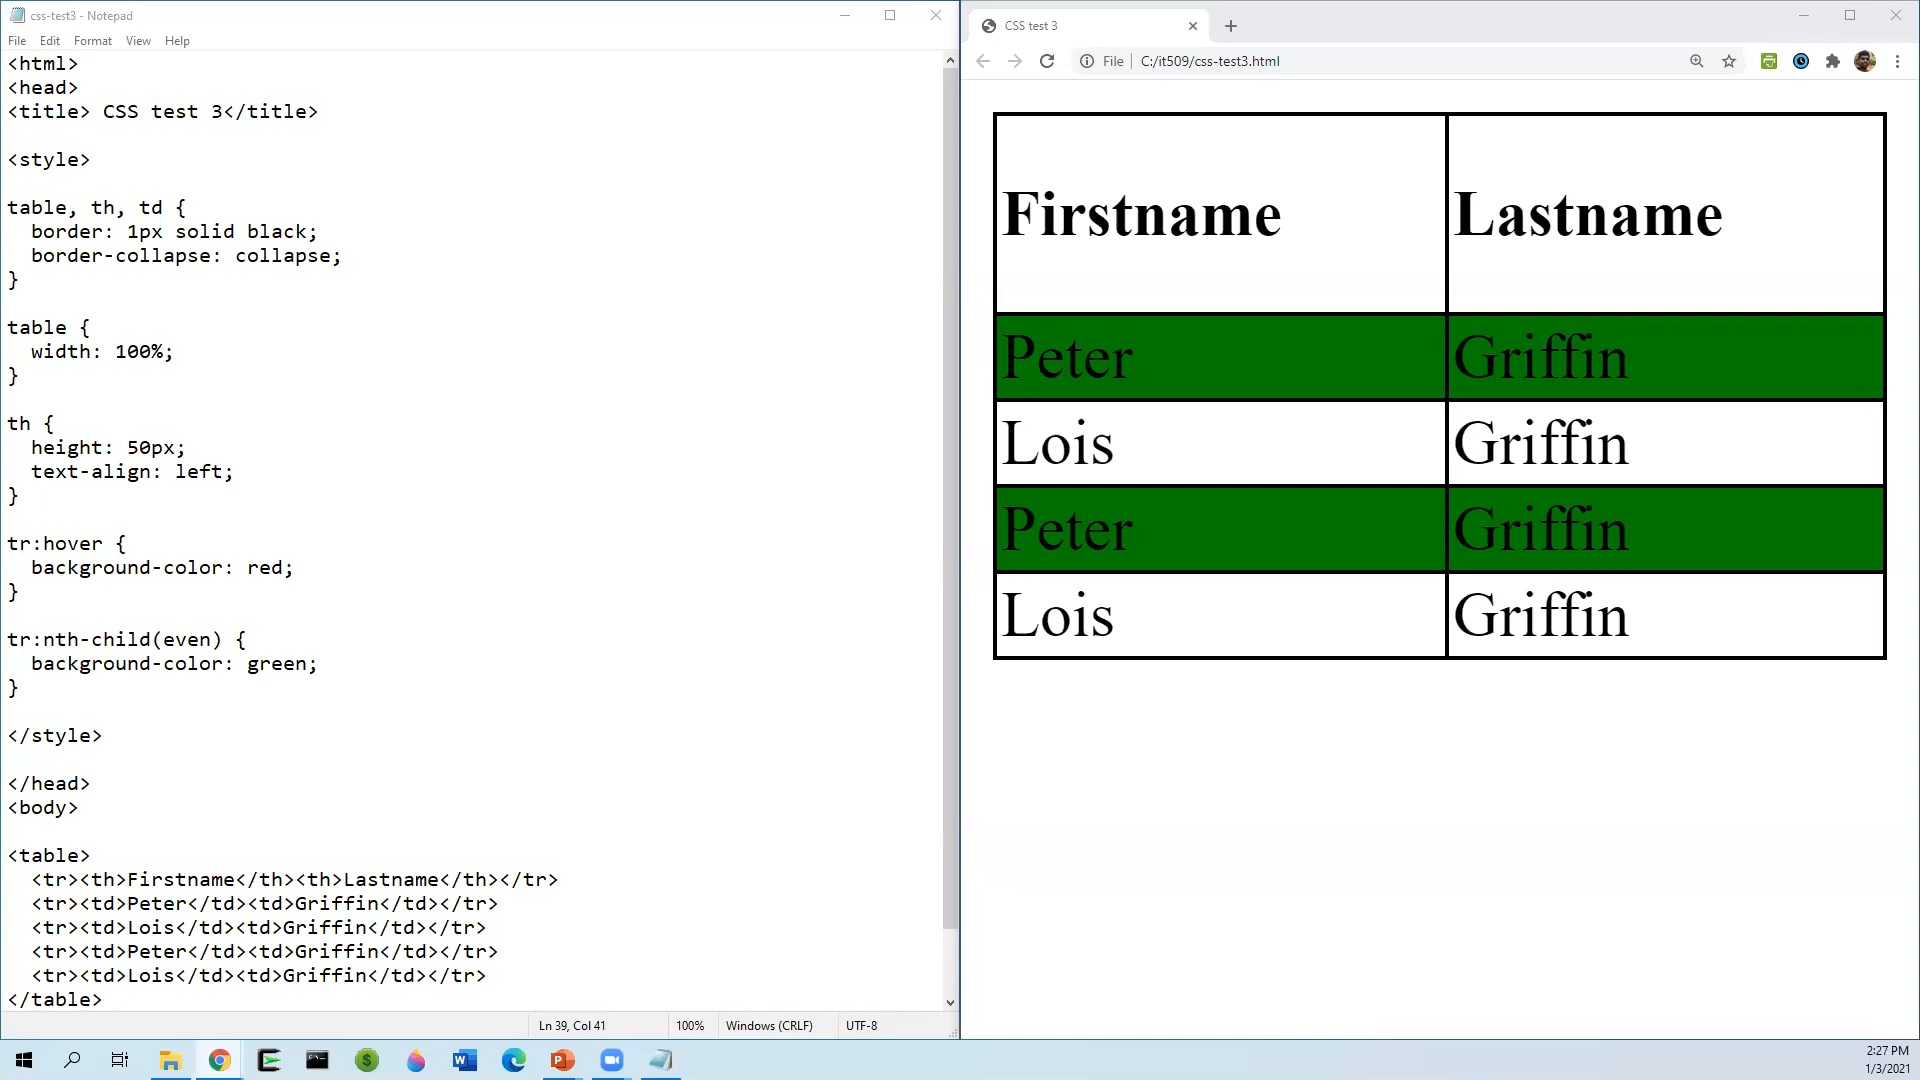 css-test3 - Notepad
File Edit Format View Help
<html>
<head>
<title> CSS test 3</title>
<style>
table, th, td {
  border: 1px solid black;
  border-collapse: collapse;
}
table {
  width: 100%;
}
th {
  height: 50px;
  text-align: left;
}
tr:hover {
  background-color: red;
}
tr:nth-child(even) {
  background-color: green;
}
</style>
</head>
<body>
<table>
  <tr><th>Firstname</th><th>Lastname</th></tr>
  <tr><td>Peter</td><td>Griffin</td></tr>
  <tr><td>Lois</td><td>Griffin</td></tr>
  <tr><td>Peter</td><td>Griffin</td></tr>
  <tr><td>Lois</td><td>Griffin</td></tr>
</table>
Ln 39, Col 41 100% Windows (CRLF) UTF-8
CSS test 3
File C:/it509/css-test3.html
Firstname Lastname
Peter Griffin
Lois Griffin
Peter Griffin
Lois Griffin
2:27 PM
1/3/2021